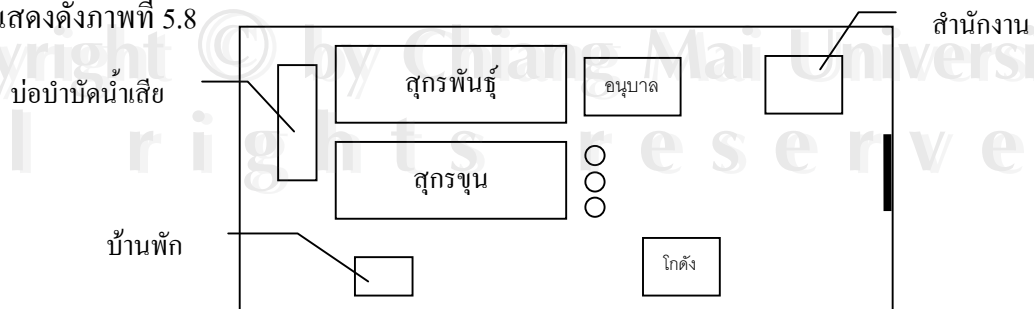 แสดงดังภาพที่ 5.8
สำนักงาน
Copyright © by Chiang Mai University
All rights reserved
บ่อบำบัดน้ำเสีย
สุกรพันธุ์
อนุบาล
สุกรขุน
บ้านพัก
โกดัง